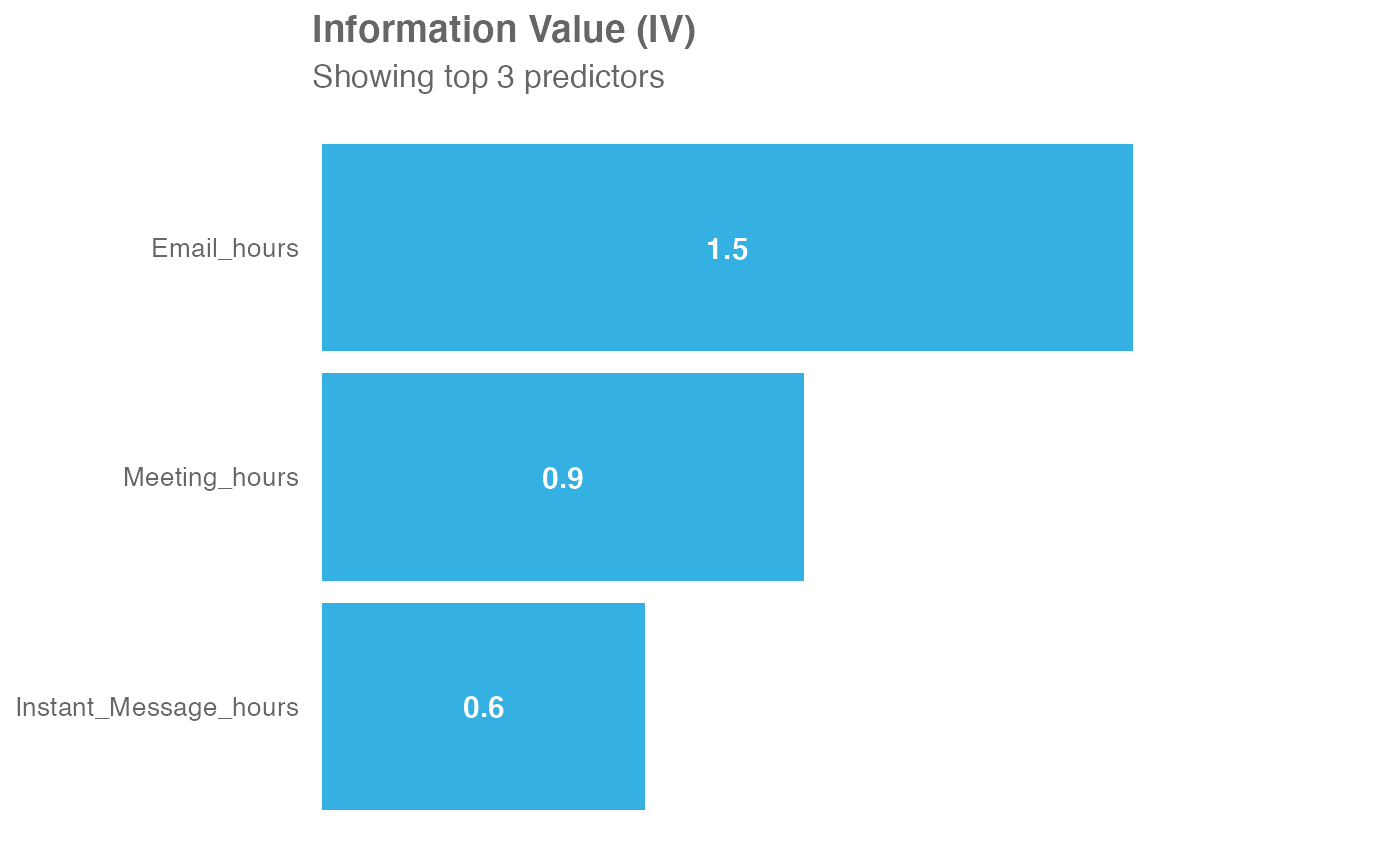 Information Value (IV)
Showing top 3 predictors
Email_hours
1.5
Meeting_hours
0.9
Instant_Message_hours
0.6